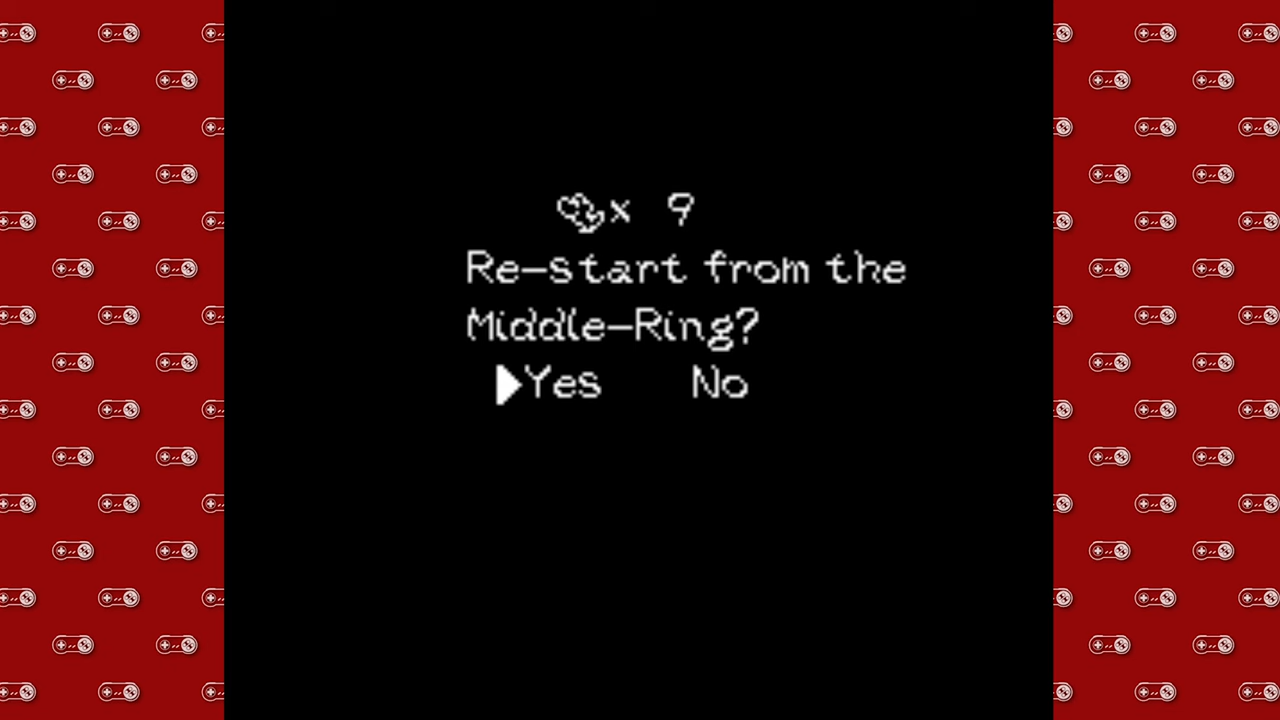 x 9
Re-start from the
Middle-Ring?
Yes No